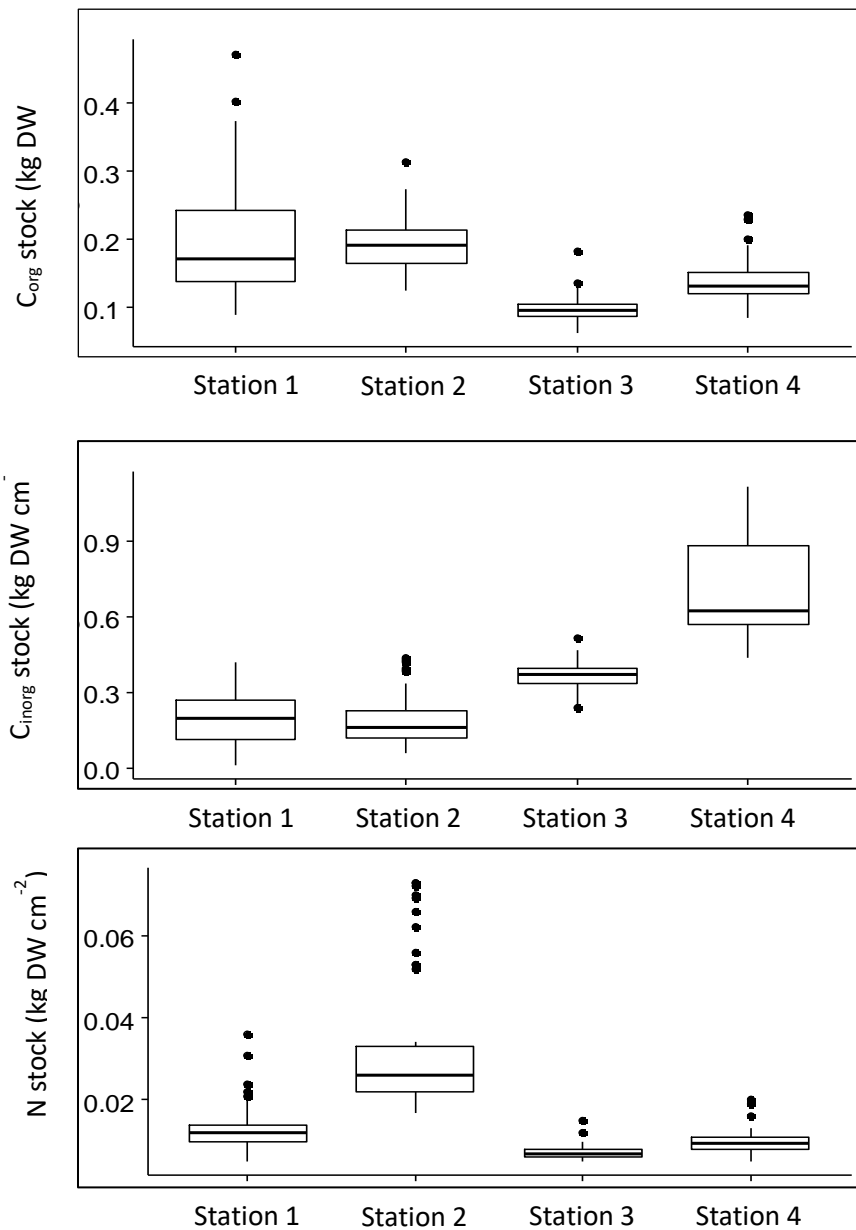 C_org stock (kg DW
0.4
0.3
0.2
0.1
Station 1 Station 2 Station 3 Station 4
C_inorg stock (kg DW cm⁻
0.9
0.6
0.3
0.0
Station 1 Station 2 Station 3 Station 4
N stock (kg DW cm⁻²)
0.06
0.04
0.02
Station 1 Station 2 Station 3 Station 4